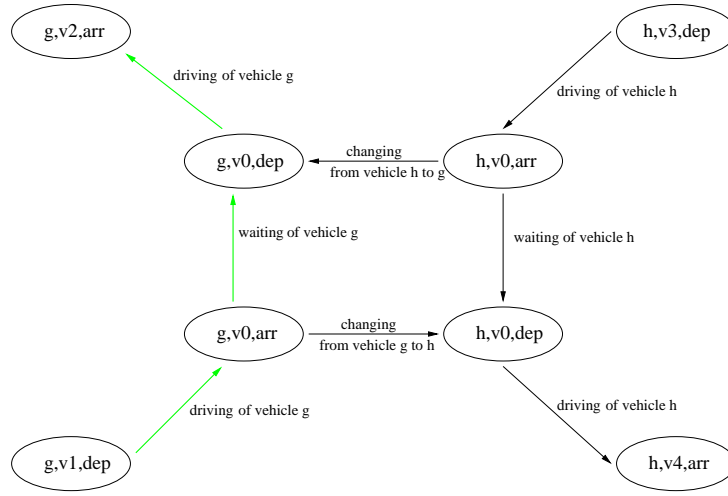 g,v2,arr
h,v3,dep
driving of vehicle g
driving of vehicle h
g,v0,dep
changing
from vehicle h to g
h,v0,arr
waiting of vehicle g
waiting of vehicle h
g,v0,arr
changing
from vehicle g to h
h,v0,dep
driving of vehicle g
driving of vehicle h
g,v1,dep
h,v4,arr